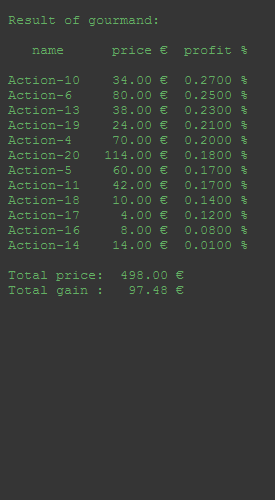 Result of gourmand:
name price € profit %
Action-10 34.00 € 0.2700 %
Action-6 80.00 € 0.2500 %
Action-13 38.00 € 0.2300 %
Action-19 24.00 € 0.2100 %
Action-4 70.00 € 0.2000 %
Action-20 114.00 € 0.1800 %
Action-5 60.00 € 0.1700 %
Action-11 42.00 € 0.1700 %
Action-18 10.00 € 0.1400 %
Action-17 4.00 € 0.1200 %
Action-16 8.00 € 0.0800 %
Action-14 14.00 € 0.0100 %
Total price: 498.00 €
Total gain : 97.48 €